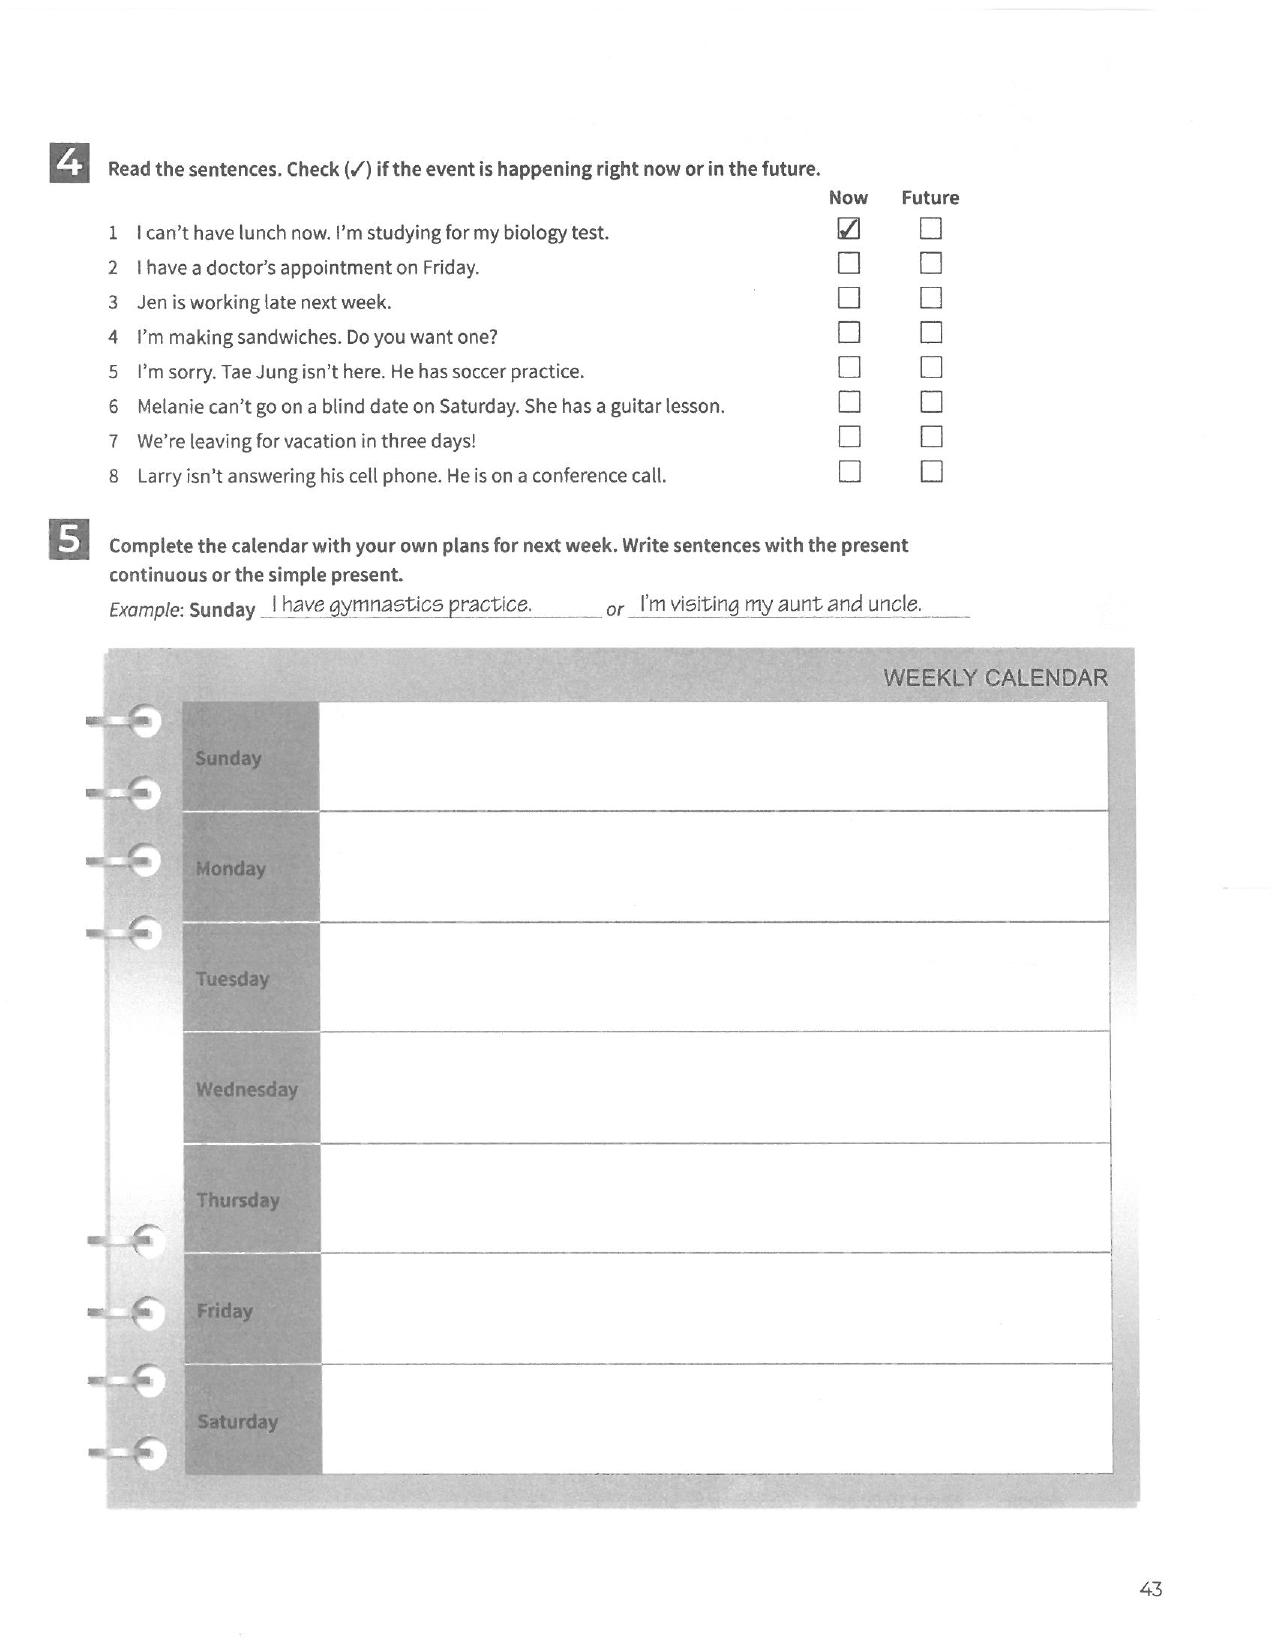 4 Read the sentences. Check (✓) if the event is happening right now or in the future.
Now Future
1 I can't have lunch now. I'm studying for my biology test.
2 I have a doctor's appointment on Friday.
3 Jen is working late next week.
4 I'm making sandwiches. Do you want one?
5 I'm sorry. Tae Jung isn't here. He has soccer practice.
6 Melanie can't go on a blind date on Saturday. She has a guitar lesson.
7 We're leaving for vacation in three days!
8 Larry isn't answering his cell phone. He is on a conference call.
5 Complete the calendar with your own plans for next week. Write sentences with the present
continuous or the simple present.
Example: Sunday I have gymnastics practice. or I'm visiting my aunt and uncle.
WEEKLY CALENDAR
Sunday
Monday
Tuesday
Wednesday
Thursday
Friday
Saturday
43